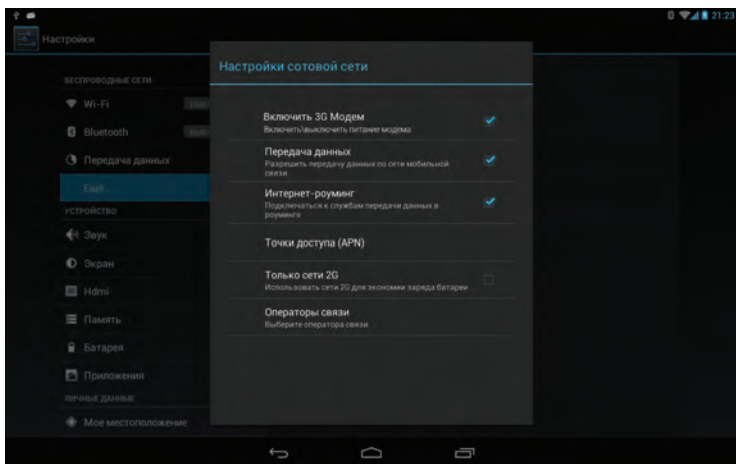 21:23
Настройки
БЕСПРОВОДНЫЕ СЕТИ
Wi-Fi
Bluetooth
Передача данных
Ещё...
УСТРОЙСТВО
Звук
Экран
Hdmi
Память
Батарея
Приложения
ЛИЧНЫЕ ДАННЫЕ
Мое местоположение
Настройки сотовой сети
Включить 3G Модем
Включить\выключить питание модема
Передача данных
Разрешить передачу данных по сети мобильной
связи
Интернет-роуминг
Подключаться к службам передачи данных в
роуминге
Точки доступа (APN)
Только сети 2G
Использовать сети 2G для экономии заряда батареи
Операторы связи
Выберите оператора связи